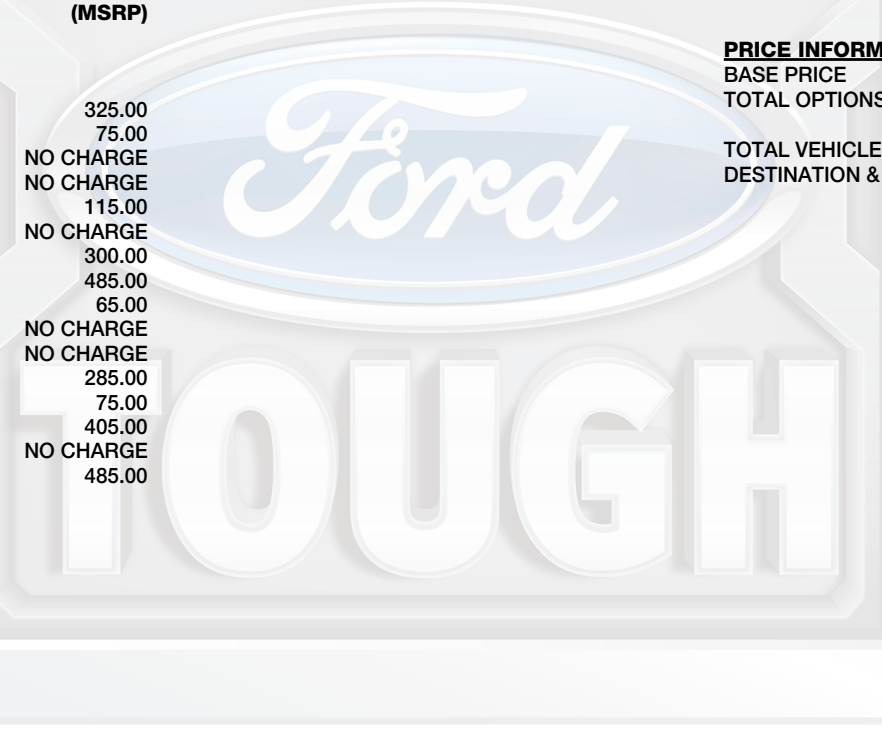 (MSRP)
325.00
75.00
NO CHARGE
NO CHARGE
115.00
NO CHARGE
300.00
485.00
65.00
NO CHARGE
NO CHARGE
285.00
75.00
405.00
NO CHARGE
485.00
PRICE INFORM
BASE PRICE
TOTAL OPTIONS
TOTAL VEHICLE
DESTINATION &
Ford
TOUGH